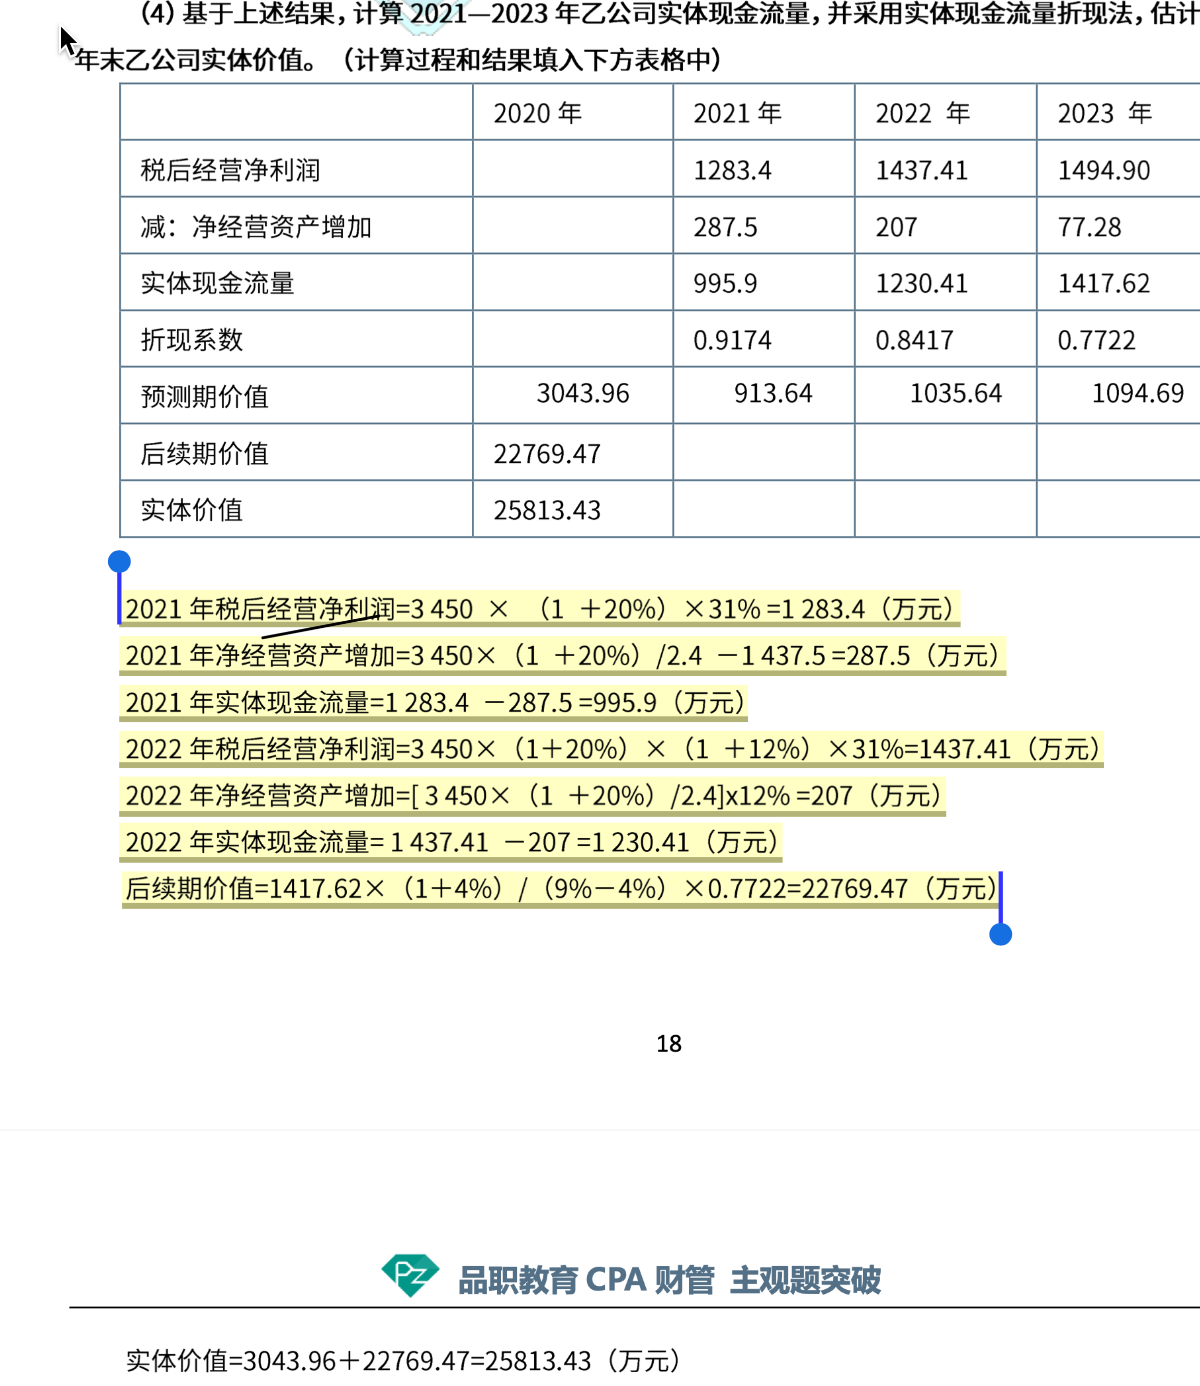 (4) 基于上述结果，计算 2021—2023 年乙公司实体现金流量，并采用实体现金流量折现法，估计
年末乙公司实体价值。（计算过程和结果填入下方表格中）
2020 年 2021 年 2022 年 2023 年
税后经营净利润 1283.4 1437.41 1494.90
减：净经营资产增加 287.5 207 77.28
实体现金流量 995.9 1230.41 1417.62
折现系数 0.9174 0.8417 0.7722
预测期价值 3043.96 913.64 1035.64 1094.69
后续期价值 22769.47
实体价值 25813.43
2021 年税后经营净利润=3 450 × （1 ＋20%）×31% =1 283.4（万元）
2021 年净经营资产增加=3 450×（1 ＋20%）/2.4 －1 437.5 =287.5（万元）
2021 年实体现金流量=1 283.4 －287.5 =995.9（万元）
2022 年税后经营净利润=3 450×（1＋20%）×（1 ＋12%）×31%=1437.41（万元）
2022 年净经营资产增加=[ 3 450×（1 ＋20%）/2.4]x12% =207（万元）
2022 年实体现金流量= 1 437.41 －207 =1 230.41（万元）
后续期价值=1417.62×（1＋4%）/（9%－4%）×0.7722=22769.47（万元）
18
PZ 品职教育 CPA 财管 主观题突破
实体价值=3043.96＋22769.47=25813.43（万元）